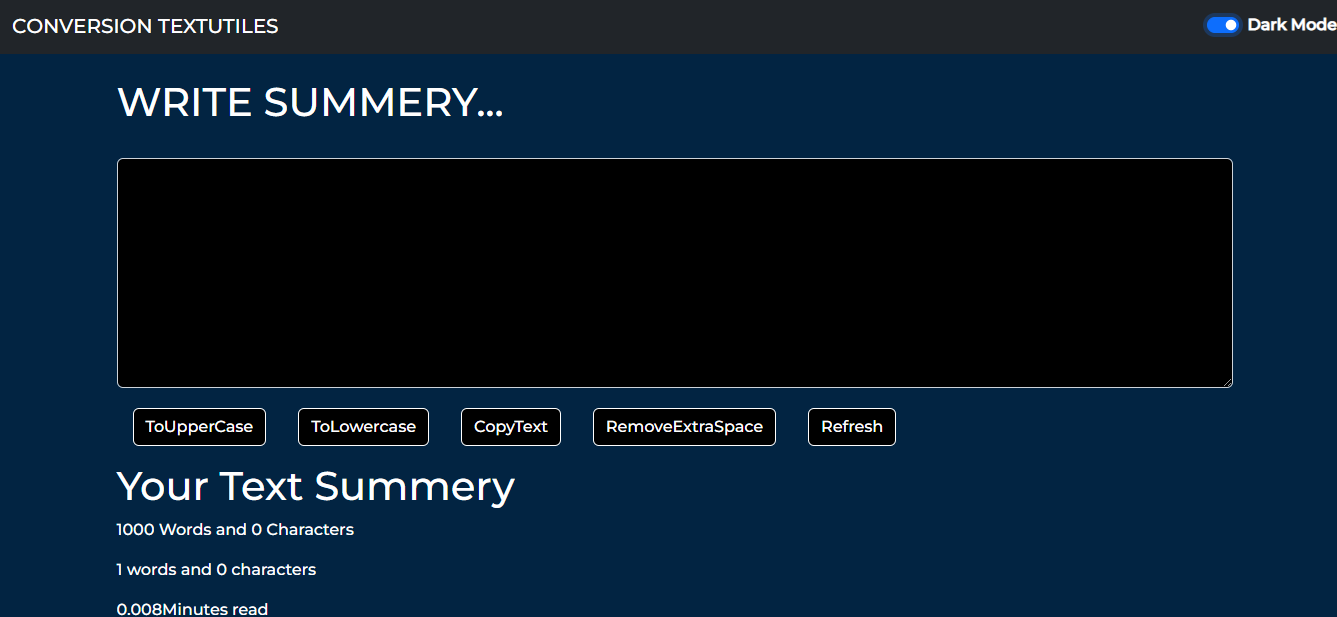 CONVERSION TEXTUTILES Dark Mode
WRITE SUMMERY...
ToUpperCase ToLowercase CopyText RemoveExtraSpace Refresh
Your Text Summery
1000 Words and 0 Characters
1 words and 0 characters
0.008Minutes read